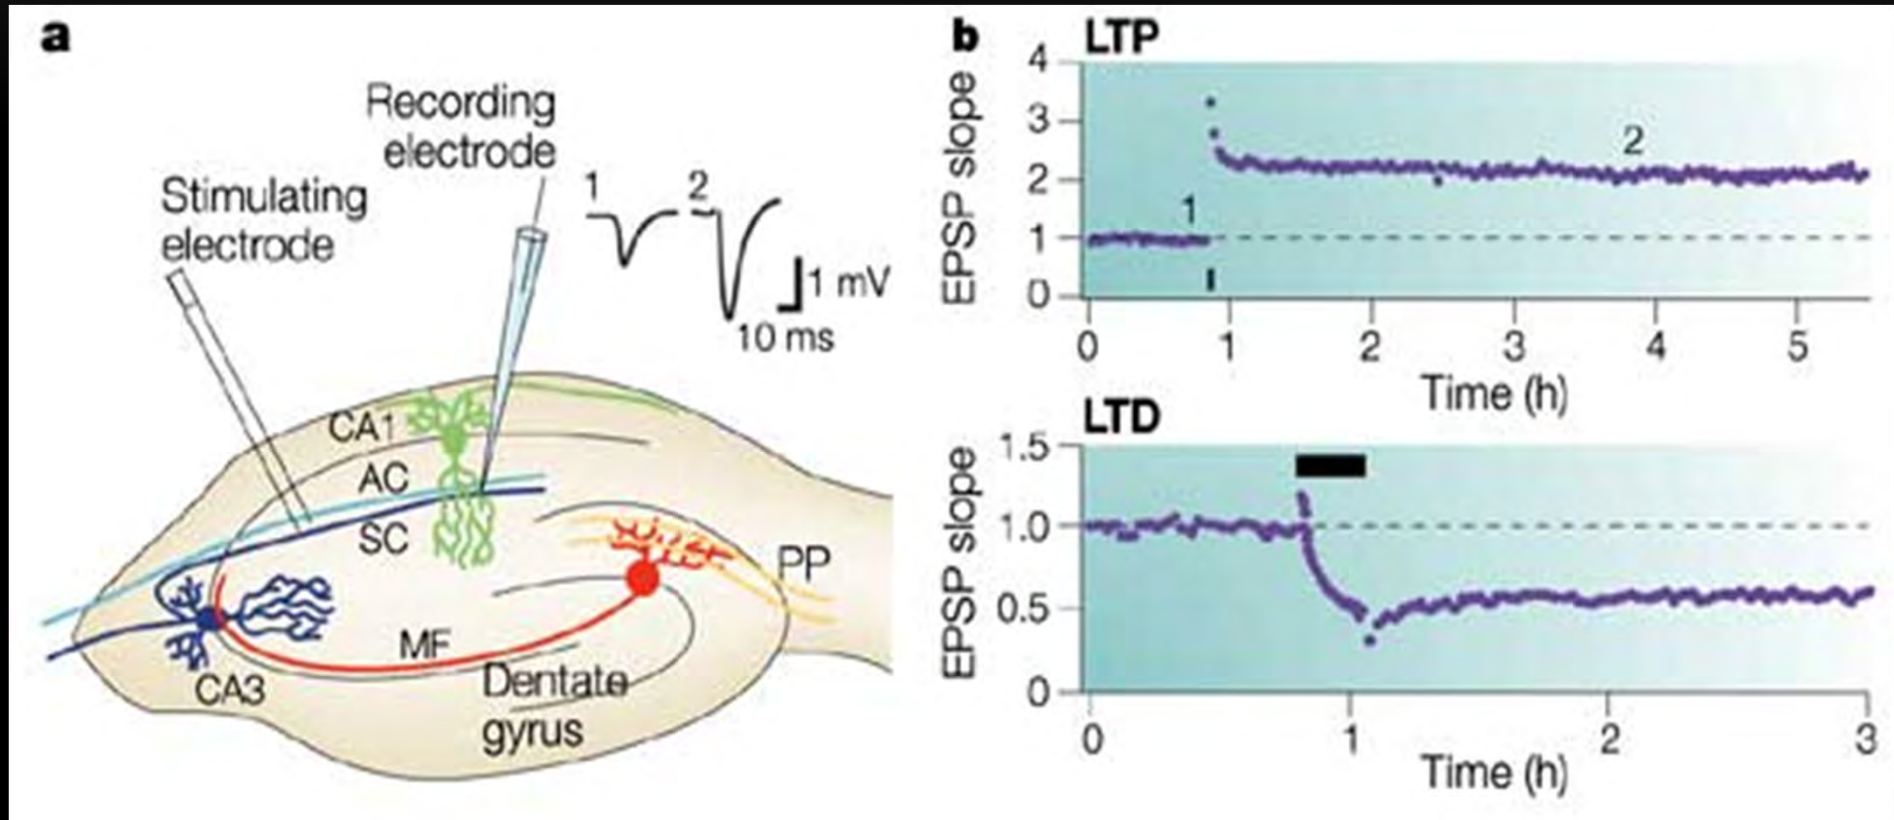 a
Recording
electrode
Stimulating
electrode
1
2
1 mV
10 ms
CA1
AC
SC
PP
MF
CA3
Dentate
gyrus
b
LTP
EPSP slope
4
3
2
1
0
1
2
0
1
2
3
4
5
Time (h)
LTD
EPSP slope
1.5
1.0
0.5
0
0
1
2
3
Time (h)